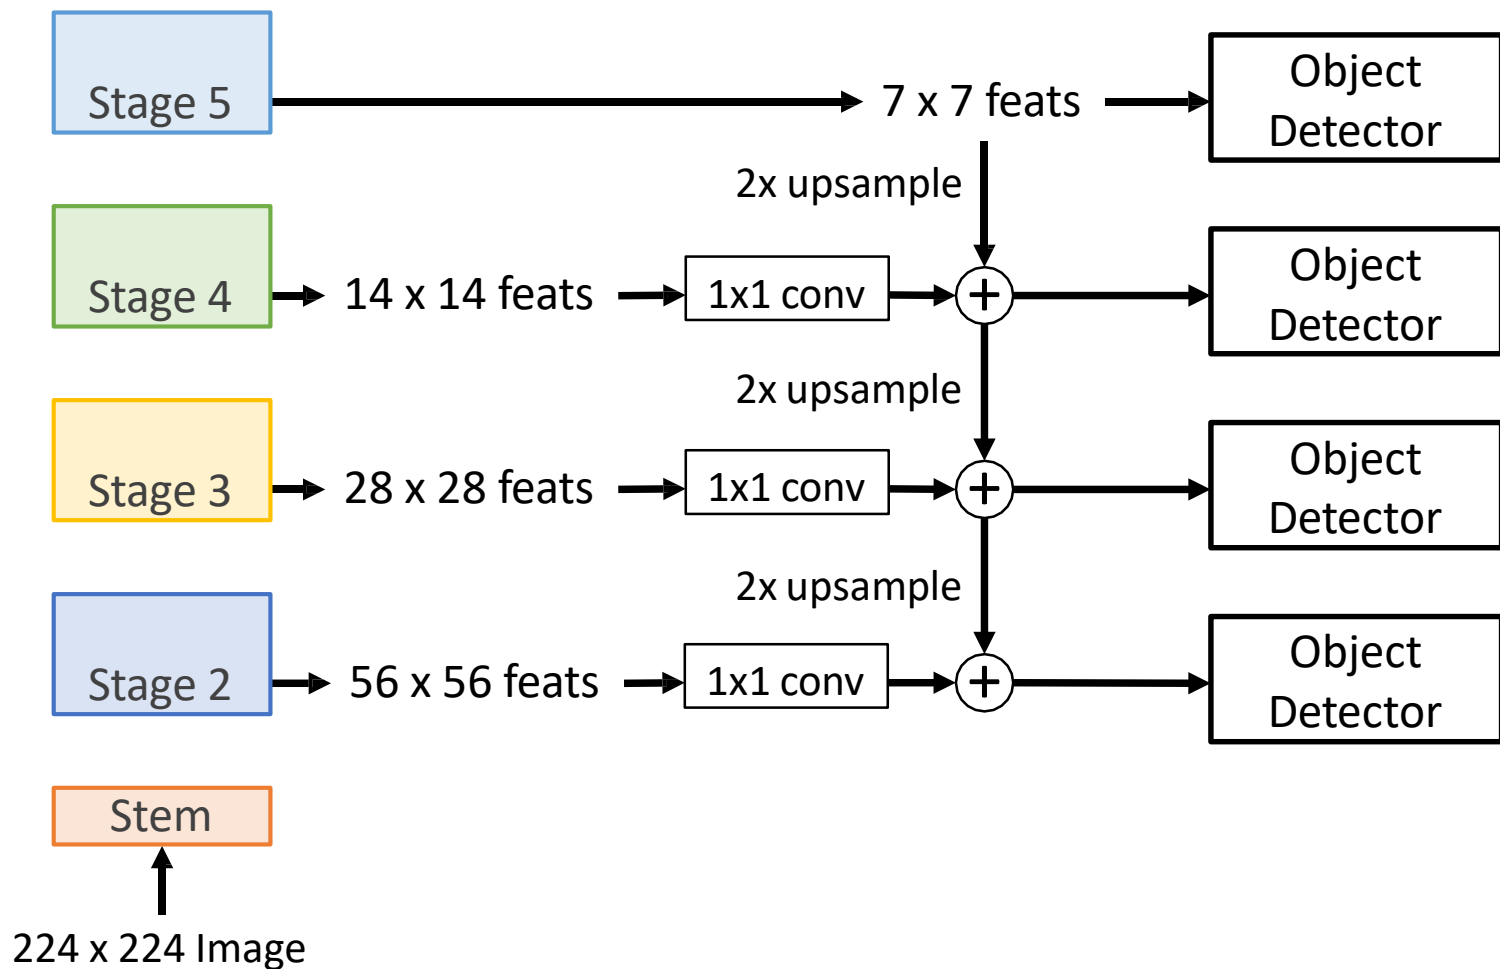 Stage 5
7 x 7 feats
Object
Detector
2x upsample
Stage 4
14 x 14 feats
1x1 conv
Object
Detector
2x upsample
Stage 3
28 x 28 feats
1x1 conv
Object
Detector
2x upsample
Stage 2
56 x 56 feats
1x1 conv
Object
Detector
Stem
224 x 224 Image